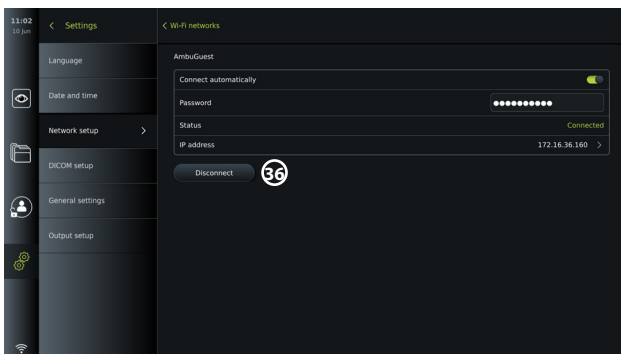 11:02
10 Jun
Settings
Language
Date and time
Network setup
DICOM setup
General settings
Output setup
Wi-Fi networks
AmbuGuest
Connect automatically
Password ●●●●●●●●●●
Status Connected
IP address 172.16.36.160
Disconnect 36